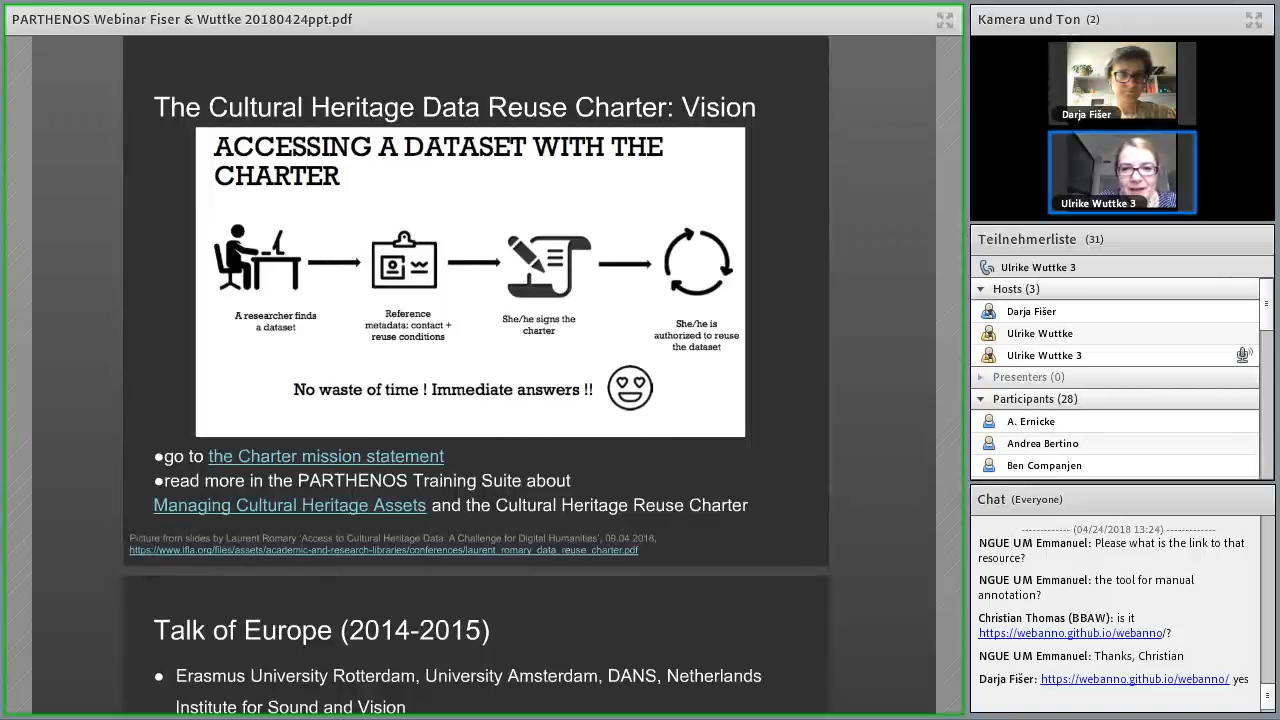 PARTHENOS Webinar Fiser & Wuttke 20180424ppt.pdf
The Cultural Heritage Data Reuse Charter: Vision
ACCESSING A DATASET WITH THE
CHARTER
A researcher finds
a dataset
Reference
metadata: contact +
reuse conditions
She/he signs the
charter
She/he is
authorized to reuse
the dataset
No waste of time ! Immediate answers !!
●go to the Charter mission statement
●read more in the PARTHENOS Training Suite about
Managing Cultural Heritage Assets and the Cultural Heritage Reuse Charter
Picture from slides by Laurent Romary 'Access to Cultural Heritage Data. A Challenge for Digital Humanities', 09.04 2018,
https://www.ifla.org/files/assets/academic-and-research-libraries/conferences/laurent_romary_data_reuse_charter.pdf
Talk of Europe (2014-2015)
● Erasmus University Rotterdam, University Amsterdam, DANS, Netherlands
Institute for Sound and Vision
Kamera und Ton (2)
Darja Fišer
Ulrike Wuttke 3
Teilnehmerliste (31)
Ulrike Wuttke 3
Hosts (3)
Darja Fišer
Ulrike Wuttke
Ulrike Wuttke 3
Presenters (0)
Participants (28)
A. Ernicke
Andrea Bertino
Ben Companjen
Chat (Everyone)
------------- (04/24/2018 13:24) -------------
NGUE UM Emmanuel: Please what is the link to that
resource?
NGUE UM Emmanuel: the tool for manual
annotation?
Christian Thomas (BBAW): is it
https://webanno.github.io/webanno/?
NGUE UM Emmanuel: Thanks, Christian
Darja Fišer: https://webanno.github.io/webanno/ yes